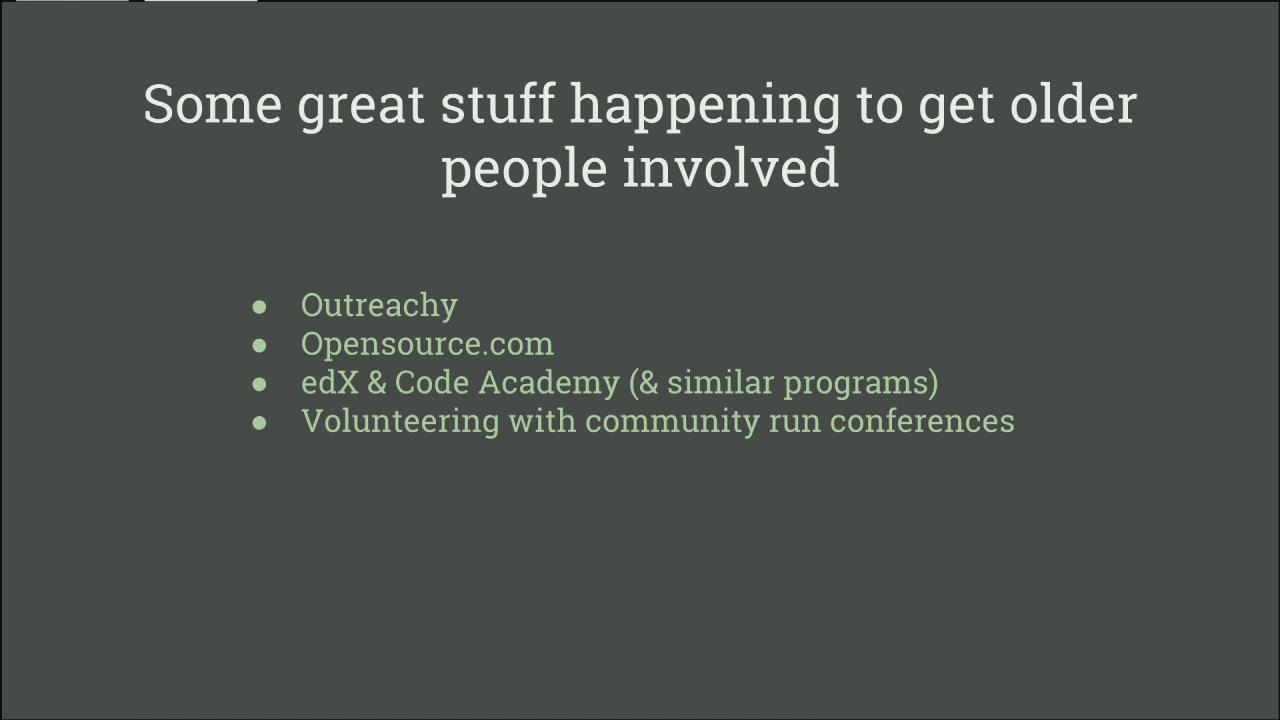 Some great stuff happening to get older
people involved
● Outreachy
● Opensource.com
● edX & Code Academy (& similar programs)
● Volunteering with community run conferences